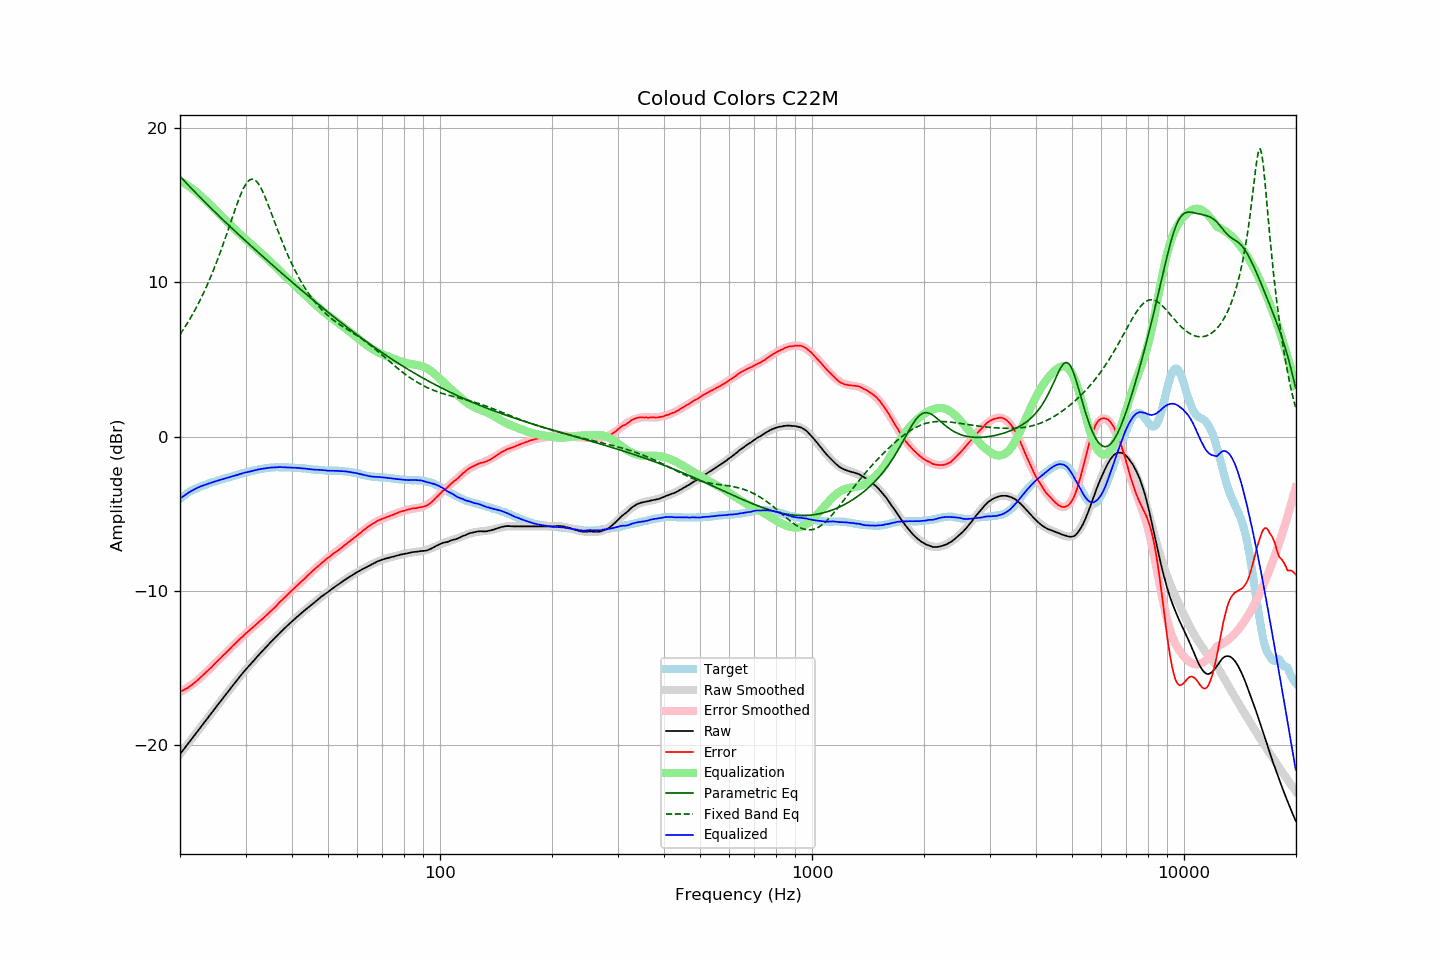 Coloud Colors C22M
20
10
0
−10
−20
Amplitude (dBr)
Target
Raw Smoothed
Error Smoothed
Raw
Error
Equalization
Parametric Eq
Fixed Band Eq
Equalized
100
1000
10000
Frequency (Hz)